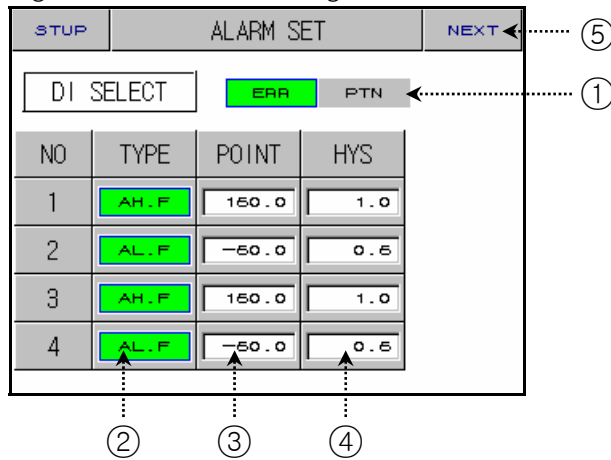 STUP ALARM SET NEXT ⑤
DI SELECT ERR PTN ①
NO TYPE POINT HYS
1 AH.F 150.0 1.0
2 AL.F -50.0 0.5
3 AH.F 150.0 1.0
4 AL.F -50.0 0.5
② ③ ④